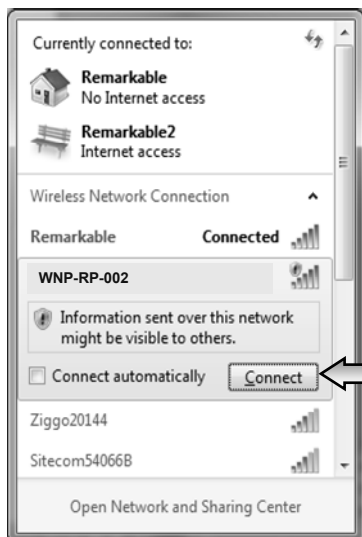 Currently connected to:
Remarkable
No Internet access
Remarkable2
Internet access
Wireless Network Connection
Remarkable Connected
WNP-RP-002
Information sent over this network
might be visible to others.
Connect automatically Connect
Ziggo20144
Sitecom54066B
Open Network and Sharing Center